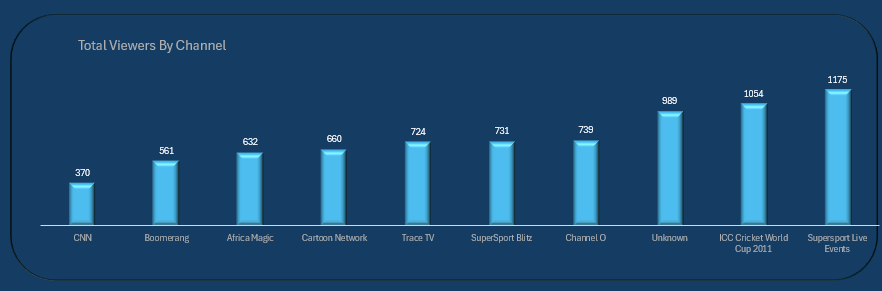 Total Viewers By Channel
1175
1054
989
739
731
724
660
632
561
370
CNN
Boomerang
Africa Magic
Cartoon Network
Trace TV
SuperSport Blitz
Channel O
Unknown
ICC Cricket World
Cup 2011
Supersport Live
Events